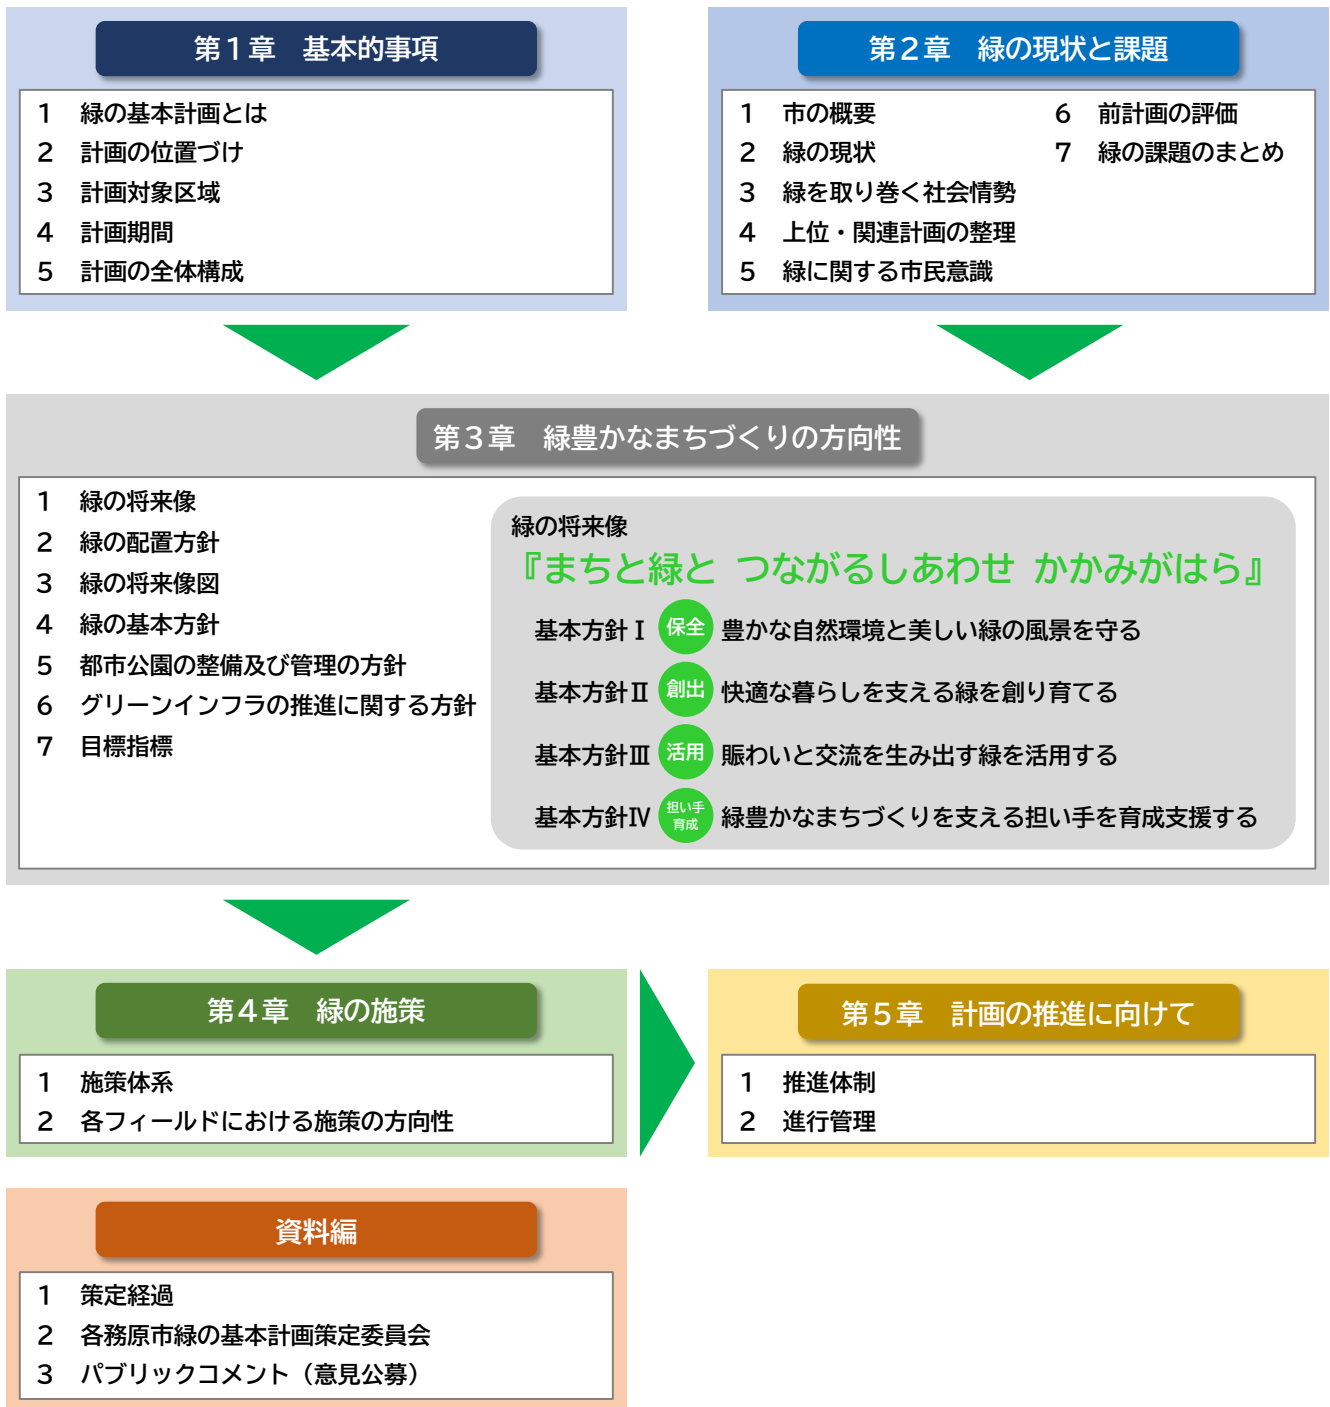 第1章 基本的事項
1 緑の基本計画とは
2 計画の位置づけ
3 計画対象区域
4 計画期間
5 計画の全体構成
第2章 緑の現状と課題
1 市の概要
2 緑の現状
3 緑を取り巻く社会情勢
4 上位・関連計画の整理
5 緑に関する市民意識
6 前計画の評価
7 緑の課題のまとめ
第3章 緑豊かなまちづくりの方向性
1 緑の将来像
2 緑の配置方針
3 緑の将来像図
4 緑の基本方針
5 都市公園の整備及び管理の方針
6 グリーンインフラの推進に関する方針
7 目標指標
緑の将来像
『まちと緑と つながるしあわせ かかみがはら』
基本方針Ⅰ 保全 豊かな自然環境と美しい緑の風景を守る
基本方針Ⅱ 創出 快適な暮らしを支える緑を創り育てる
基本方針Ⅲ 活用 賑わいと交流を生み出す緑を活用する
基本方針Ⅳ 担い手育成 緑豊かなまちづくりを支える担い手を育成支援する
第4章 緑の施策
1 施策体系
2 各フィールドにおける施策の方向性
第5章 計画の推進に向けて
1 推進体制
2 進行管理
資料編
1 策定経過
2 各務原市緑の基本計画策定委員会
3 パブリックコメント（意見公募）